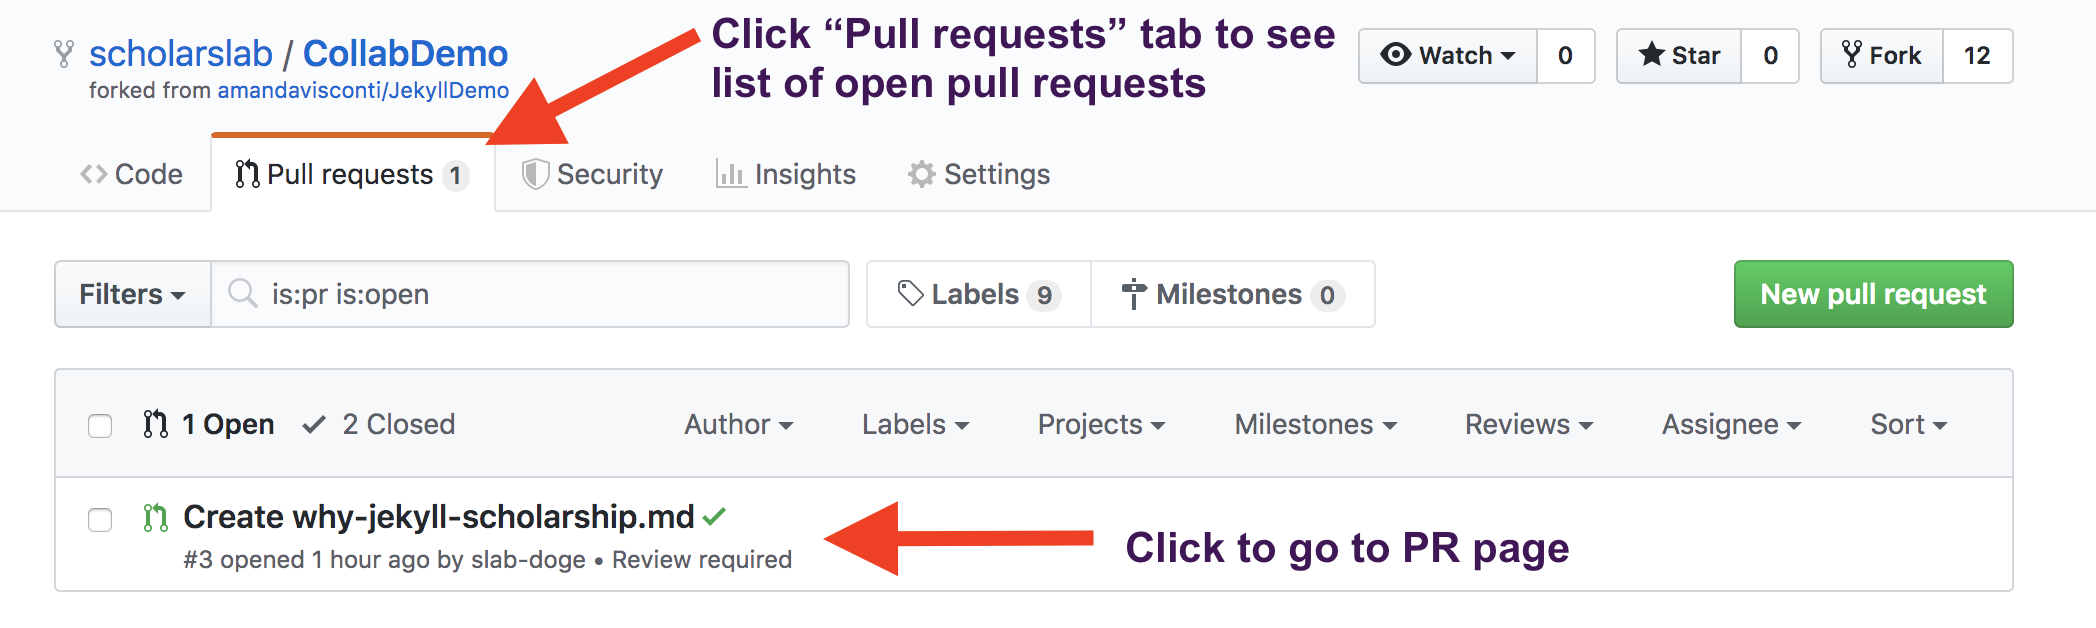 scholarslab / CollabDemo
forked from amandavisconti/JekyllDemo
Click “Pull requests” tab to see
list of open pull requests
Watch 0
Star 0
Fork 12
Code
Pull requests 1
Security
Insights
Settings
Filters
is:pr is:open
Labels 9
Milestones 0
New pull request
1 Open
2 Closed
Author
Labels
Projects
Milestones
Reviews
Assignee
Sort
Create why-jekyll-scholarship.md
#3 opened 1 hour ago by slab-doge • Review required
Click to go to PR page